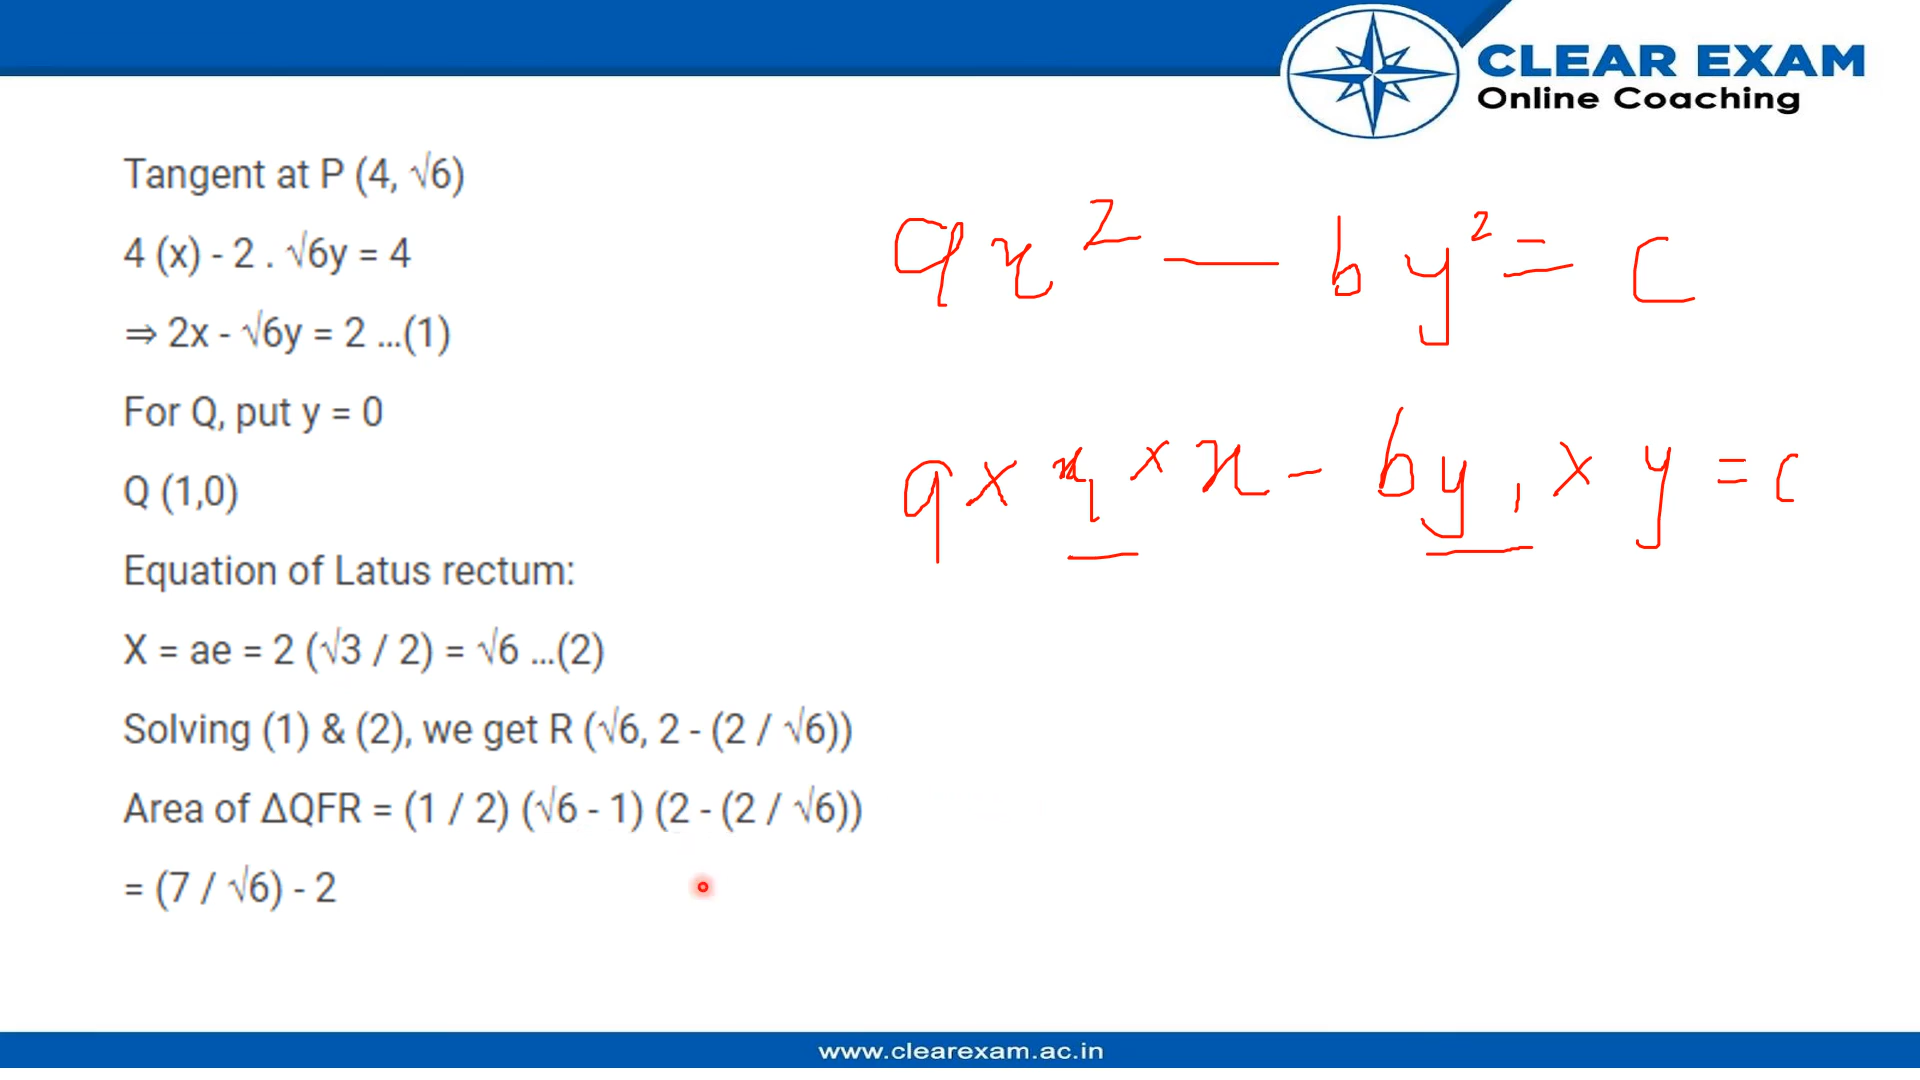 CLEAR EXAM
Online Coaching
Tangent at P (4, √6)
4 (x) - 2 . √6y = 4
⇒ 2x - √6y = 2 ...(1)
For Q, put y = 0
Q (1,0)
Equation of Latus rectum:
X = ae = 2 (√3 / 2) = √6 ...(2)
Solving (1) & (2), we get R (√6, 2 - (2 / √6))
Area of ΔQFR = (1 / 2) (√6 - 1) (2 - (2 / √6))
= (7 / √6) - 2
ax² — by² = c
a × x₁ × x - by₁ × y = c
www.clearexam.ac.in